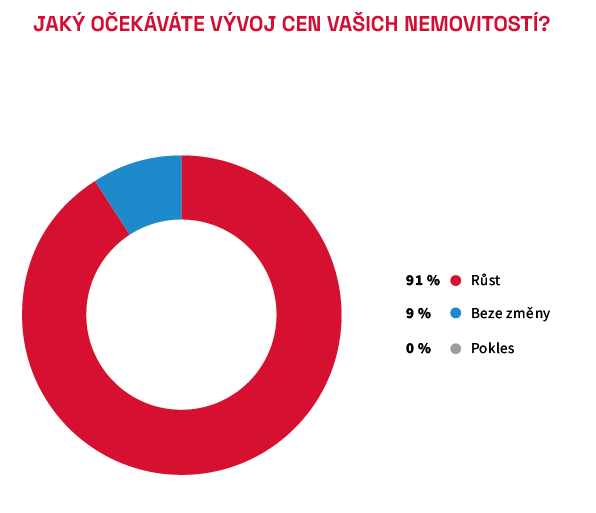 JAKÝ OČEKÁVÁTE VÝVOJ CEN VAŠICH NEMOVITOSTÍ?
91 % Růst
9 % Beze změny
0 % Pokles